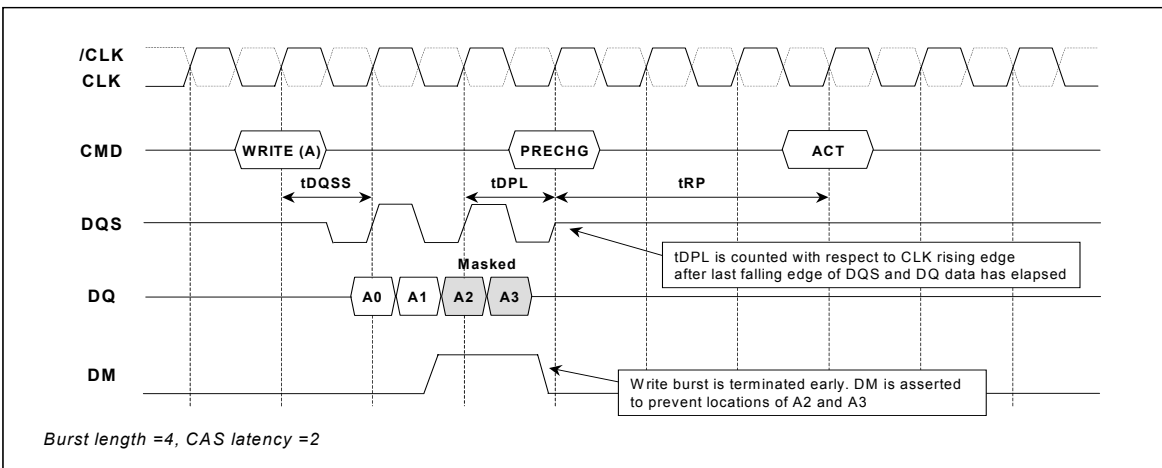 /CLK
CLK
CMD
WRITE (A)
PRECHG
ACT
tDQSS
tDPL
tRP
DQS
tDPL is counted with respect to CLK rising edge
after last falling edge of DQS and DQ data has elapsed
Masked
DQ
A0
A1
A2
A3
DM
Write burst is terminated early. DM is asserted
to prevent locations of A2 and A3
Burst length =4, CAS latency =2